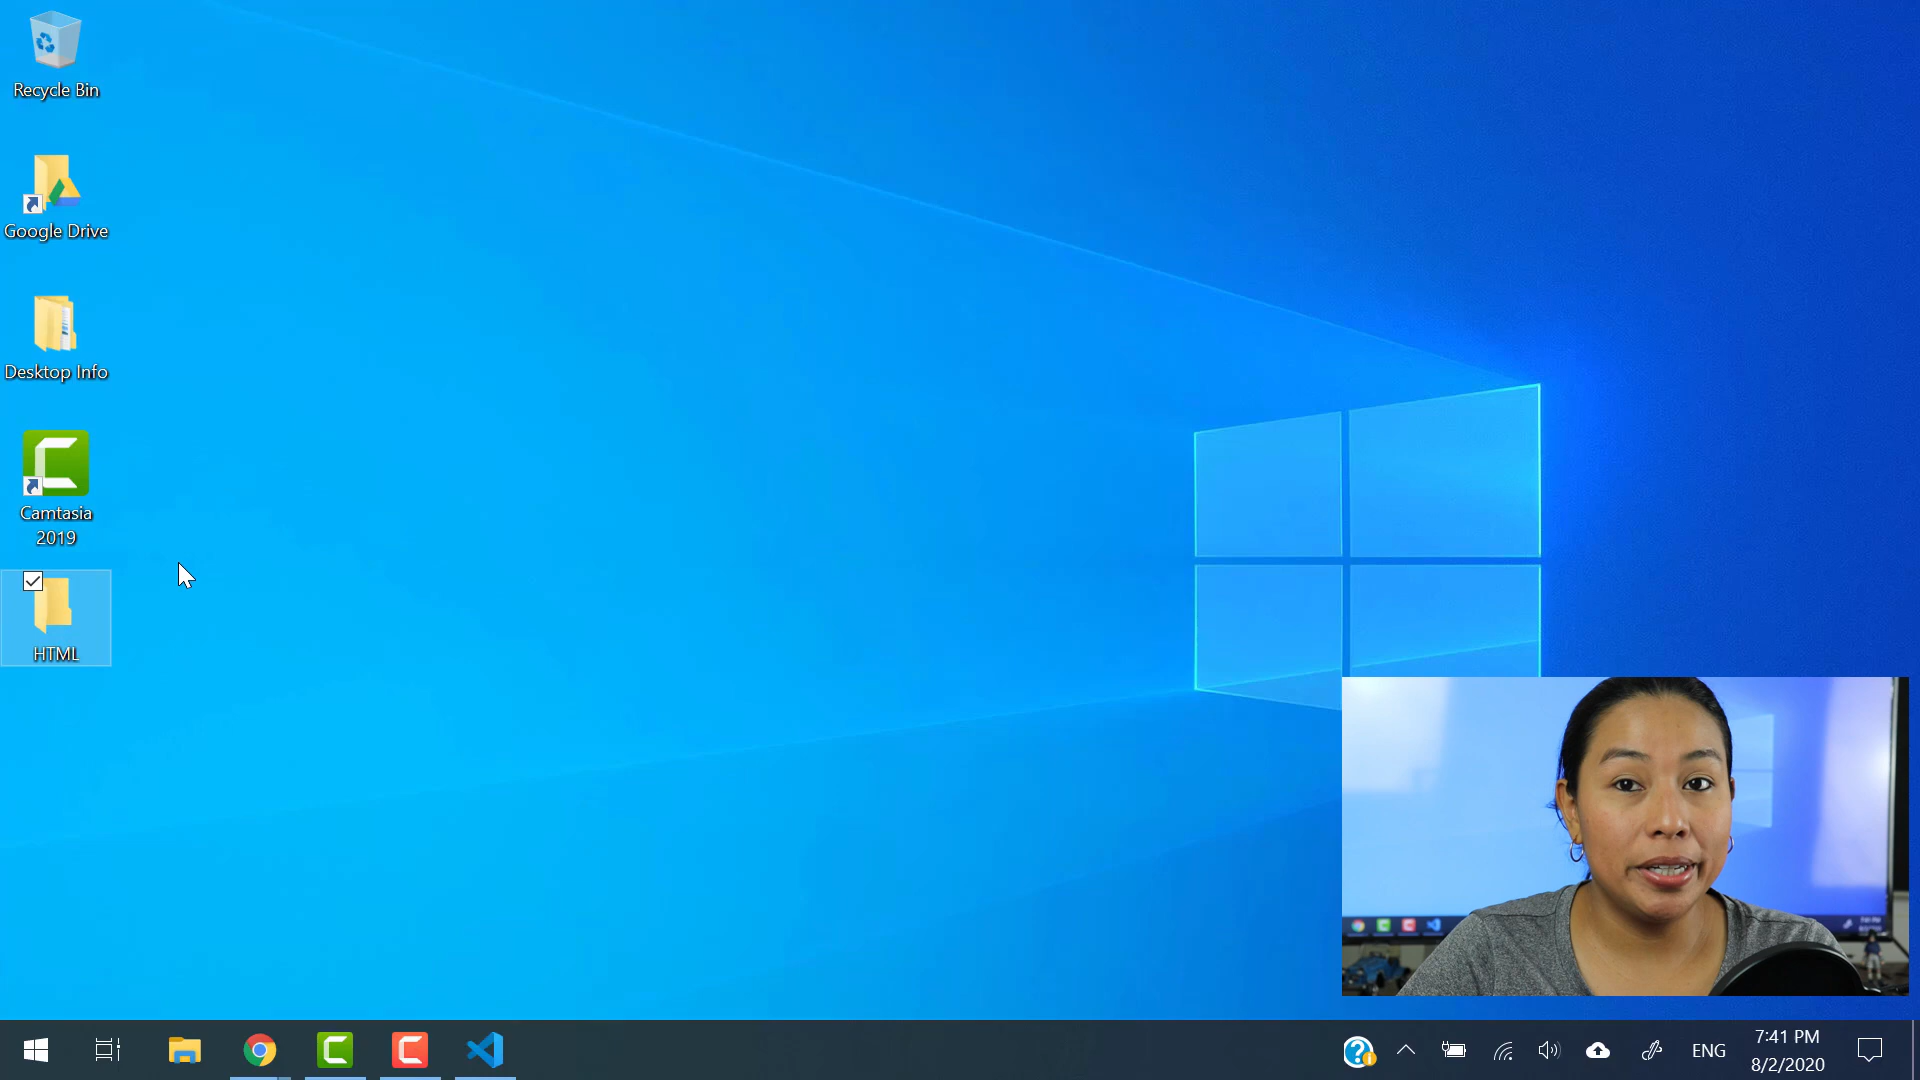 Recycle Bin
Google Drive
Desktop Info
Camtasia
2019
HTML
ENG
7:41 PM
8/2/2020